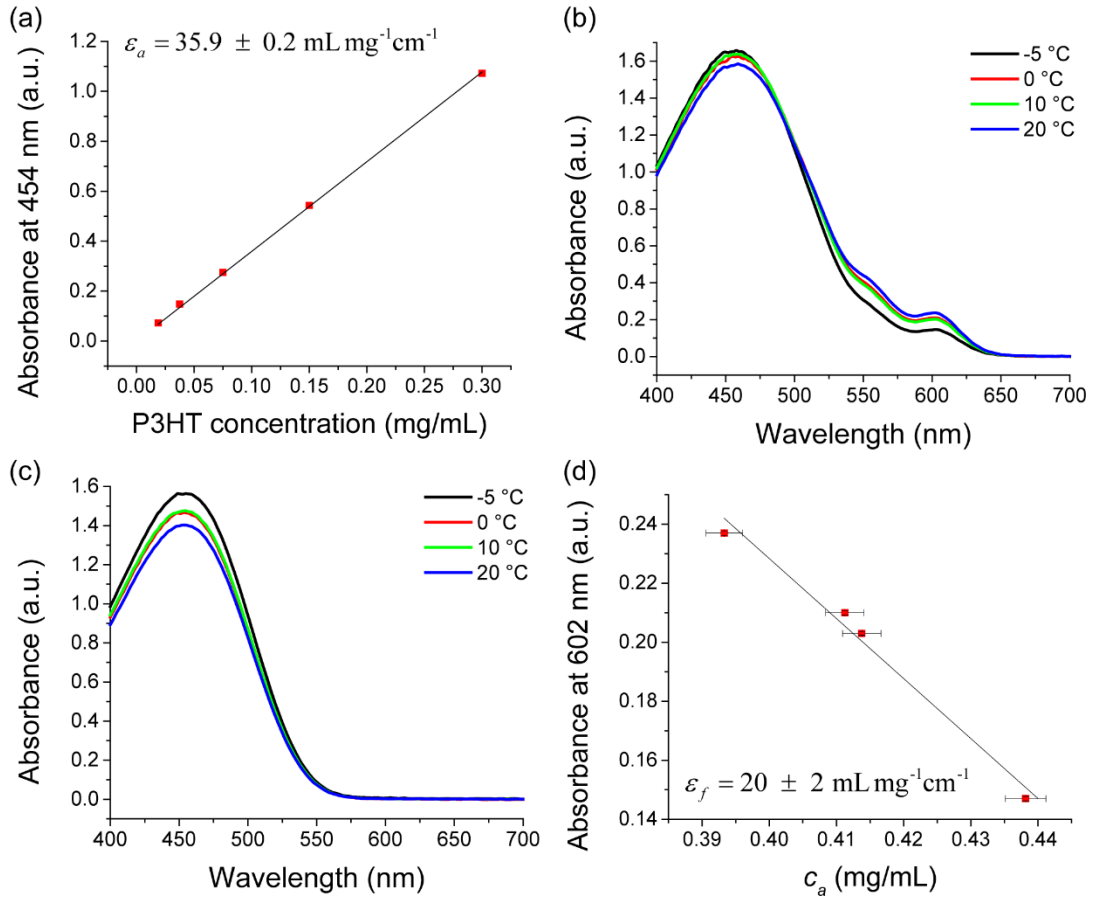 (a)
εa = 35.9 ± 0.2 mL mg-1cm-1
Absorbance at 454 nm (a.u.)
1.2
1.0
0.8
0.6
0.4
0.2
0.0
0.00 0.05 0.10 0.15 0.20 0.25 0.30
P3HT concentration (mg/mL)
(b)
Absorbance (a.u.)
1.6
1.4
1.2
1.0
0.8
0.6
0.4
0.2
0.0
-5 °C
0 °C
10 °C
20 °C
400 450 500 550 600 650 700
Wavelength (nm)
(c)
Absorbance (a.u.)
1.6
1.4
1.2
1.0
0.8
0.6
0.4
0.2
0.0
-5 °C
0 °C
10 °C
20 °C
400 450 500 550 600 650 700
Wavelength (nm)
(d)
Absorbance at 602 nm (a.u.)
0.24
0.22
0.20
0.18
0.16
0.14
εf = 20 ± 2 mL mg-1cm-1
0.39 0.40 0.41 0.42 0.43 0.44
ca (mg/mL)